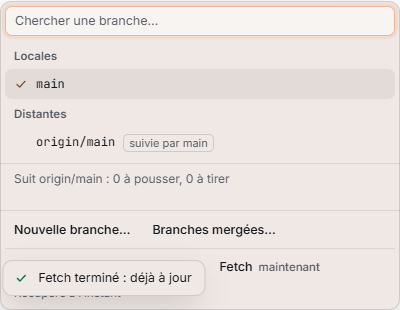 Chercher une branche...
Locales
main
Distantes
origin/main suivie par main
Suit origin/main : 0 à pousser, 0 à tirer
Nouvelle branche... Branches mergées...
Fetch maintenant
Fetch terminé : déjà à jour